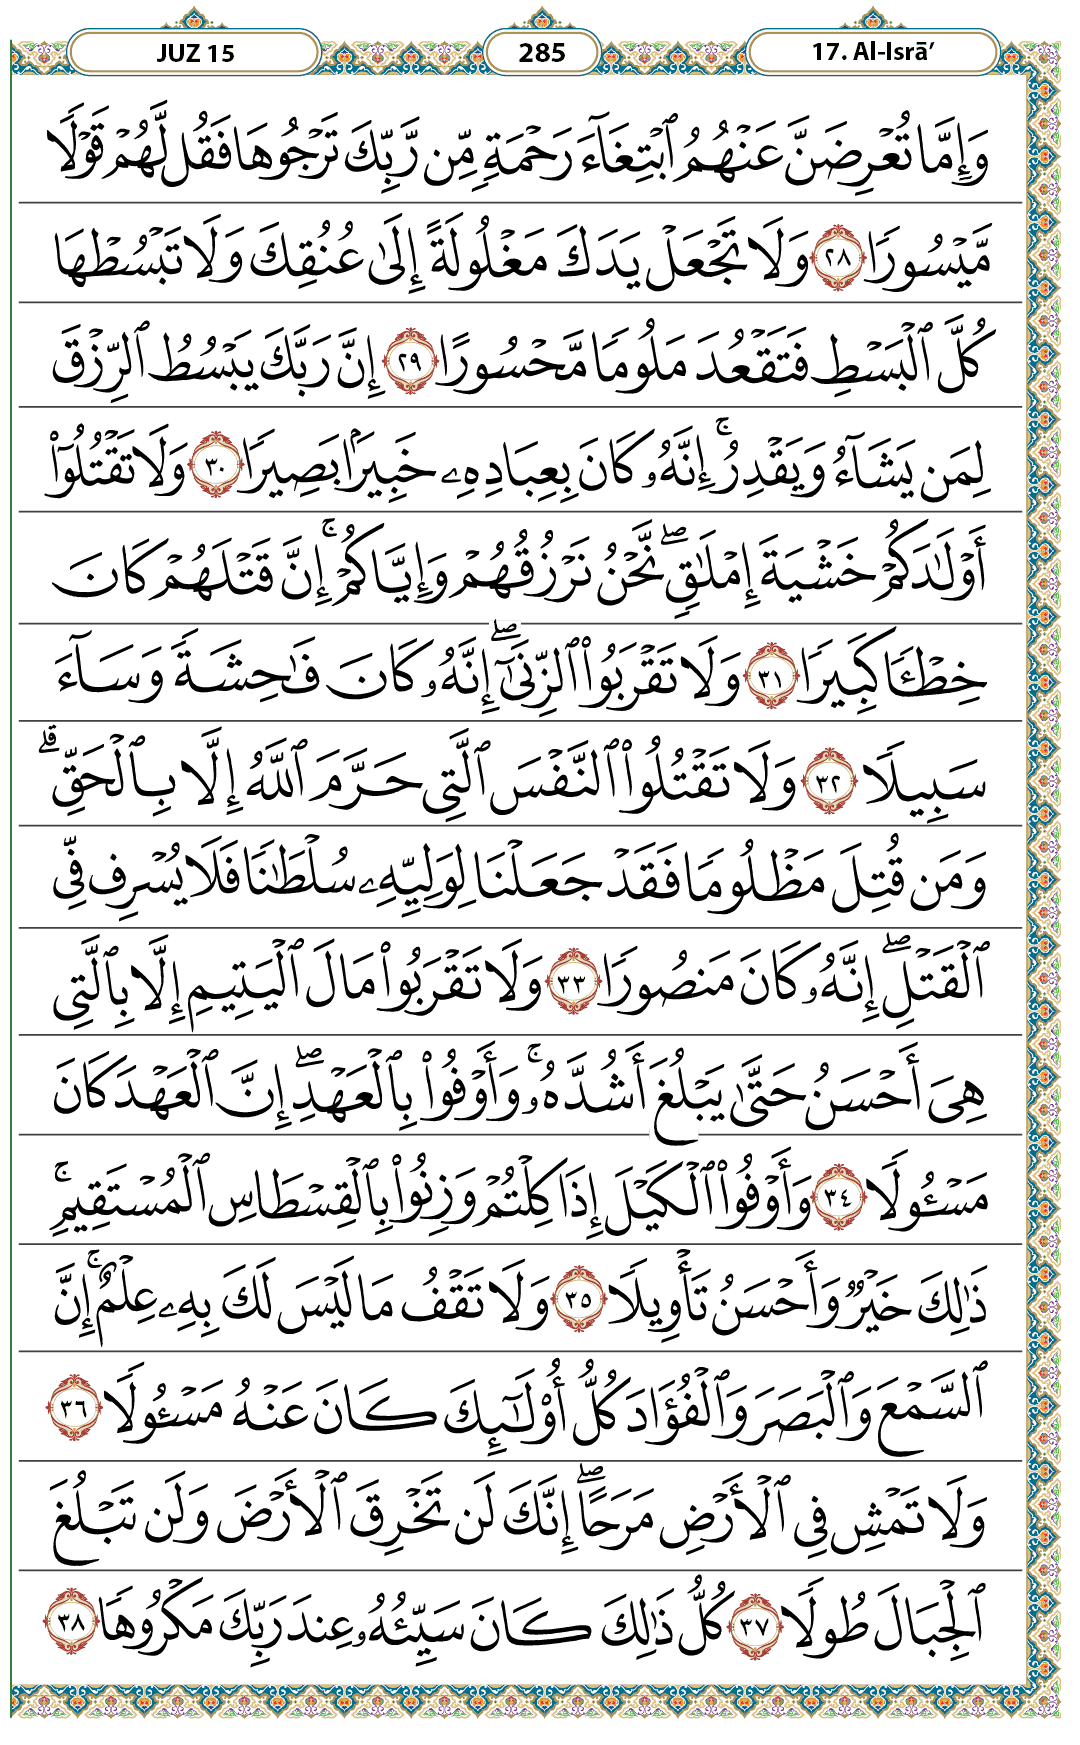 JUZ 15
285
17. Al-Isrā’
وَإِمَّا تُعْرِضَنَّ عَنْهُمُ ٱبْتِغَآءَ رَحْمَةٍ مِّن رَّبِّكَ تَرْجُوهَا فَقُل لَّهُمْ قَوْلًا
مَّيْسُورًا ٢٨ وَلَا تَجْعَلْ يَدَكَ مَغْلُولَةً إِلَىٰ عُنُقِكَ وَلَا تَبْسُطْهَا
كُلَّ ٱلْبَسْطِ فَتَقْعُدَ مَلُومًا مَّحْسُورًا ٢٩ إِنَّ رَبَّكَ يَبْسُطُ ٱلرِّزْقَ
لِمَن يَشَآءُ وَيَقْدِرُ ۚ إِنَّهُۥ كَانَ بِعِبَادِهِۦ خَبِيرًۢا بَصِيرًا ٣٠ وَلَا تَقْتُلُوٓا۟
أَوْلَـٰدَكُمْ خَشْيَةَ إِمْلَـٰقٍ ۖ نَّحْنُ نَرْزُقُهُمْ وَإِيَّاكُمْ ۚ إِنَّ قَتْلَهُمْ كَانَ
خِطْـًٔا كَبِيرًا ٣١ وَلَا تَقْرَبُوا۟ ٱلزِّنَىٰٓ ۖ إِنَّهُۥ كَانَ فَـٰحِشَةً وَسَآءَ
سَبِيلًا ٣٢ وَلَا تَقْتُلُوا۟ ٱلنَّفْسَ ٱلَّتِى حَرَّمَ ٱللَّهُ إِلَّا بِٱلْحَقِّ ۗ
وَمَن قُتِلَ مَظْلُومًا فَقَدْ جَعَلْنَا لِوَلِيِّهِۦ سُلْطَـٰنًا فَلَا يُسْرِف فِّى
ٱلْقَتْلِ ۖ إِنَّهُۥ كَانَ مَنصُورًا ٣٣ وَلَا تَقْرَبُوا۟ مَالَ ٱلْيَتِيمِ إِلَّا بِٱلَّتِى
هِىَ أَحْسَنُ حَتَّىٰ يَبْلُغَ أَشُدَّهُۥ ۚ وَأَوْفُوا۟ بِٱلْعَهْدِ ۖ إِنَّ ٱلْعَهْدَ كَانَ
مَسْـُٔولًا ٣٤ وَأَوْفُوا۟ ٱلْكَيْلَ إِذَا كِلْتُمْ وَزِنُوا۟ بِٱلْقِسْطَاسِ ٱلْمُسْتَقِيمِ ۚ
ذَٰلِكَ خَيْرٌ وَأَحْسَنُ تَأْوِيلًا ٣٥ وَلَا تَقْفُ مَا لَيْسَ لَكَ بِهِۦ عِلْمٌ ۚ إِنَّ
ٱلسَّمْعَ وَٱلْبَصَرَ وَٱلْفُؤَادَ كُلُّ أُو۟لَـٰٓئِكَ كَانَ عَنْهُ مَسْـُٔولًا ٣٦
وَلَا تَمْشِ فِى ٱلْأَرْضِ مَرَحًا ۖ إِنَّكَ لَن تَخْرِقَ ٱلْأَرْضَ وَلَن تَبْلُغَ
ٱلْجِبَالَ طُولًا ٣٧ كُلُّ ذَٰلِكَ كَانَ سَيِّئُهُۥ عِندَ رَبِّكَ مَكْرُوهًا ٣٨